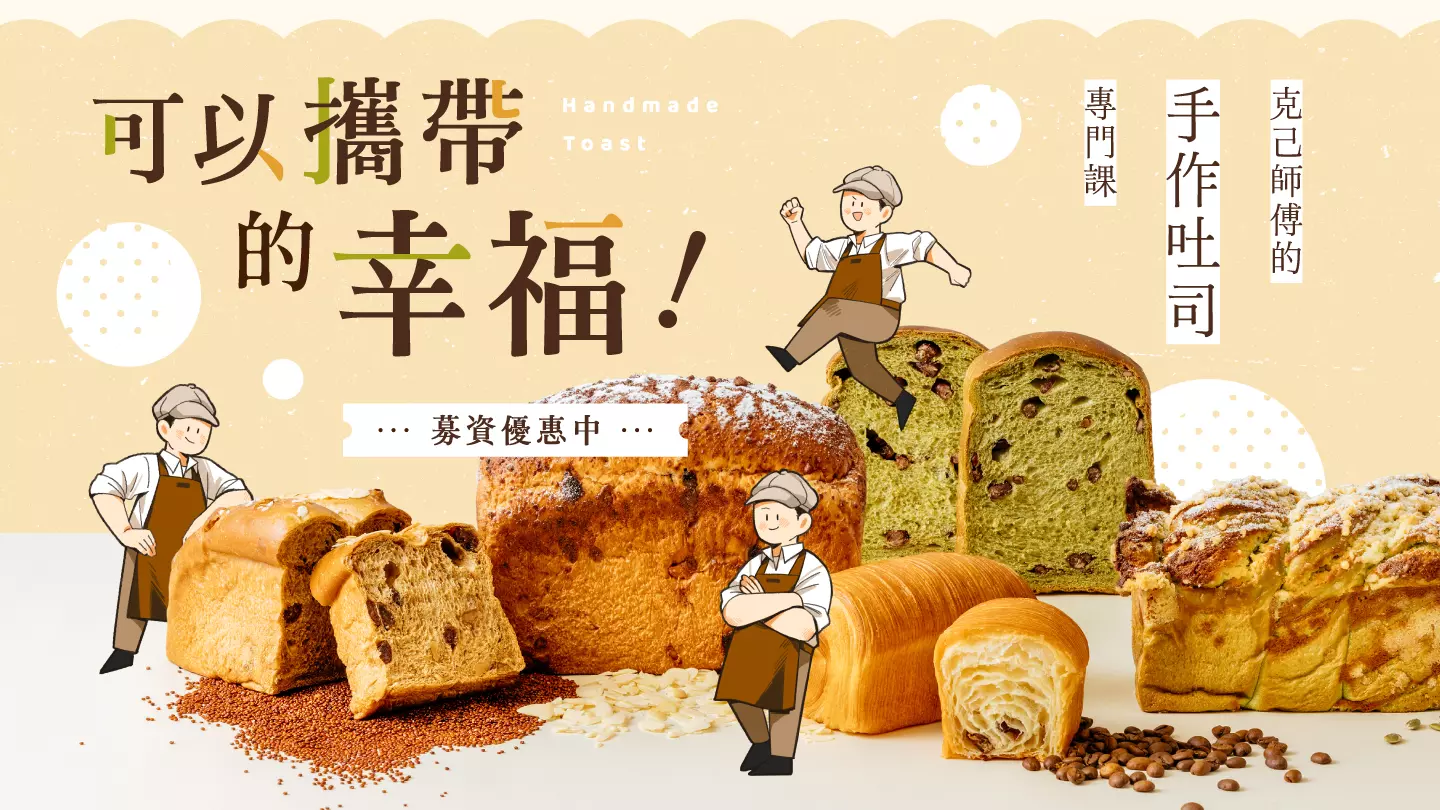 可以攜帶
的幸福！
Handmade
Toast
克己師傅的
手作吐司
專門課
··· 募資優惠中 ···